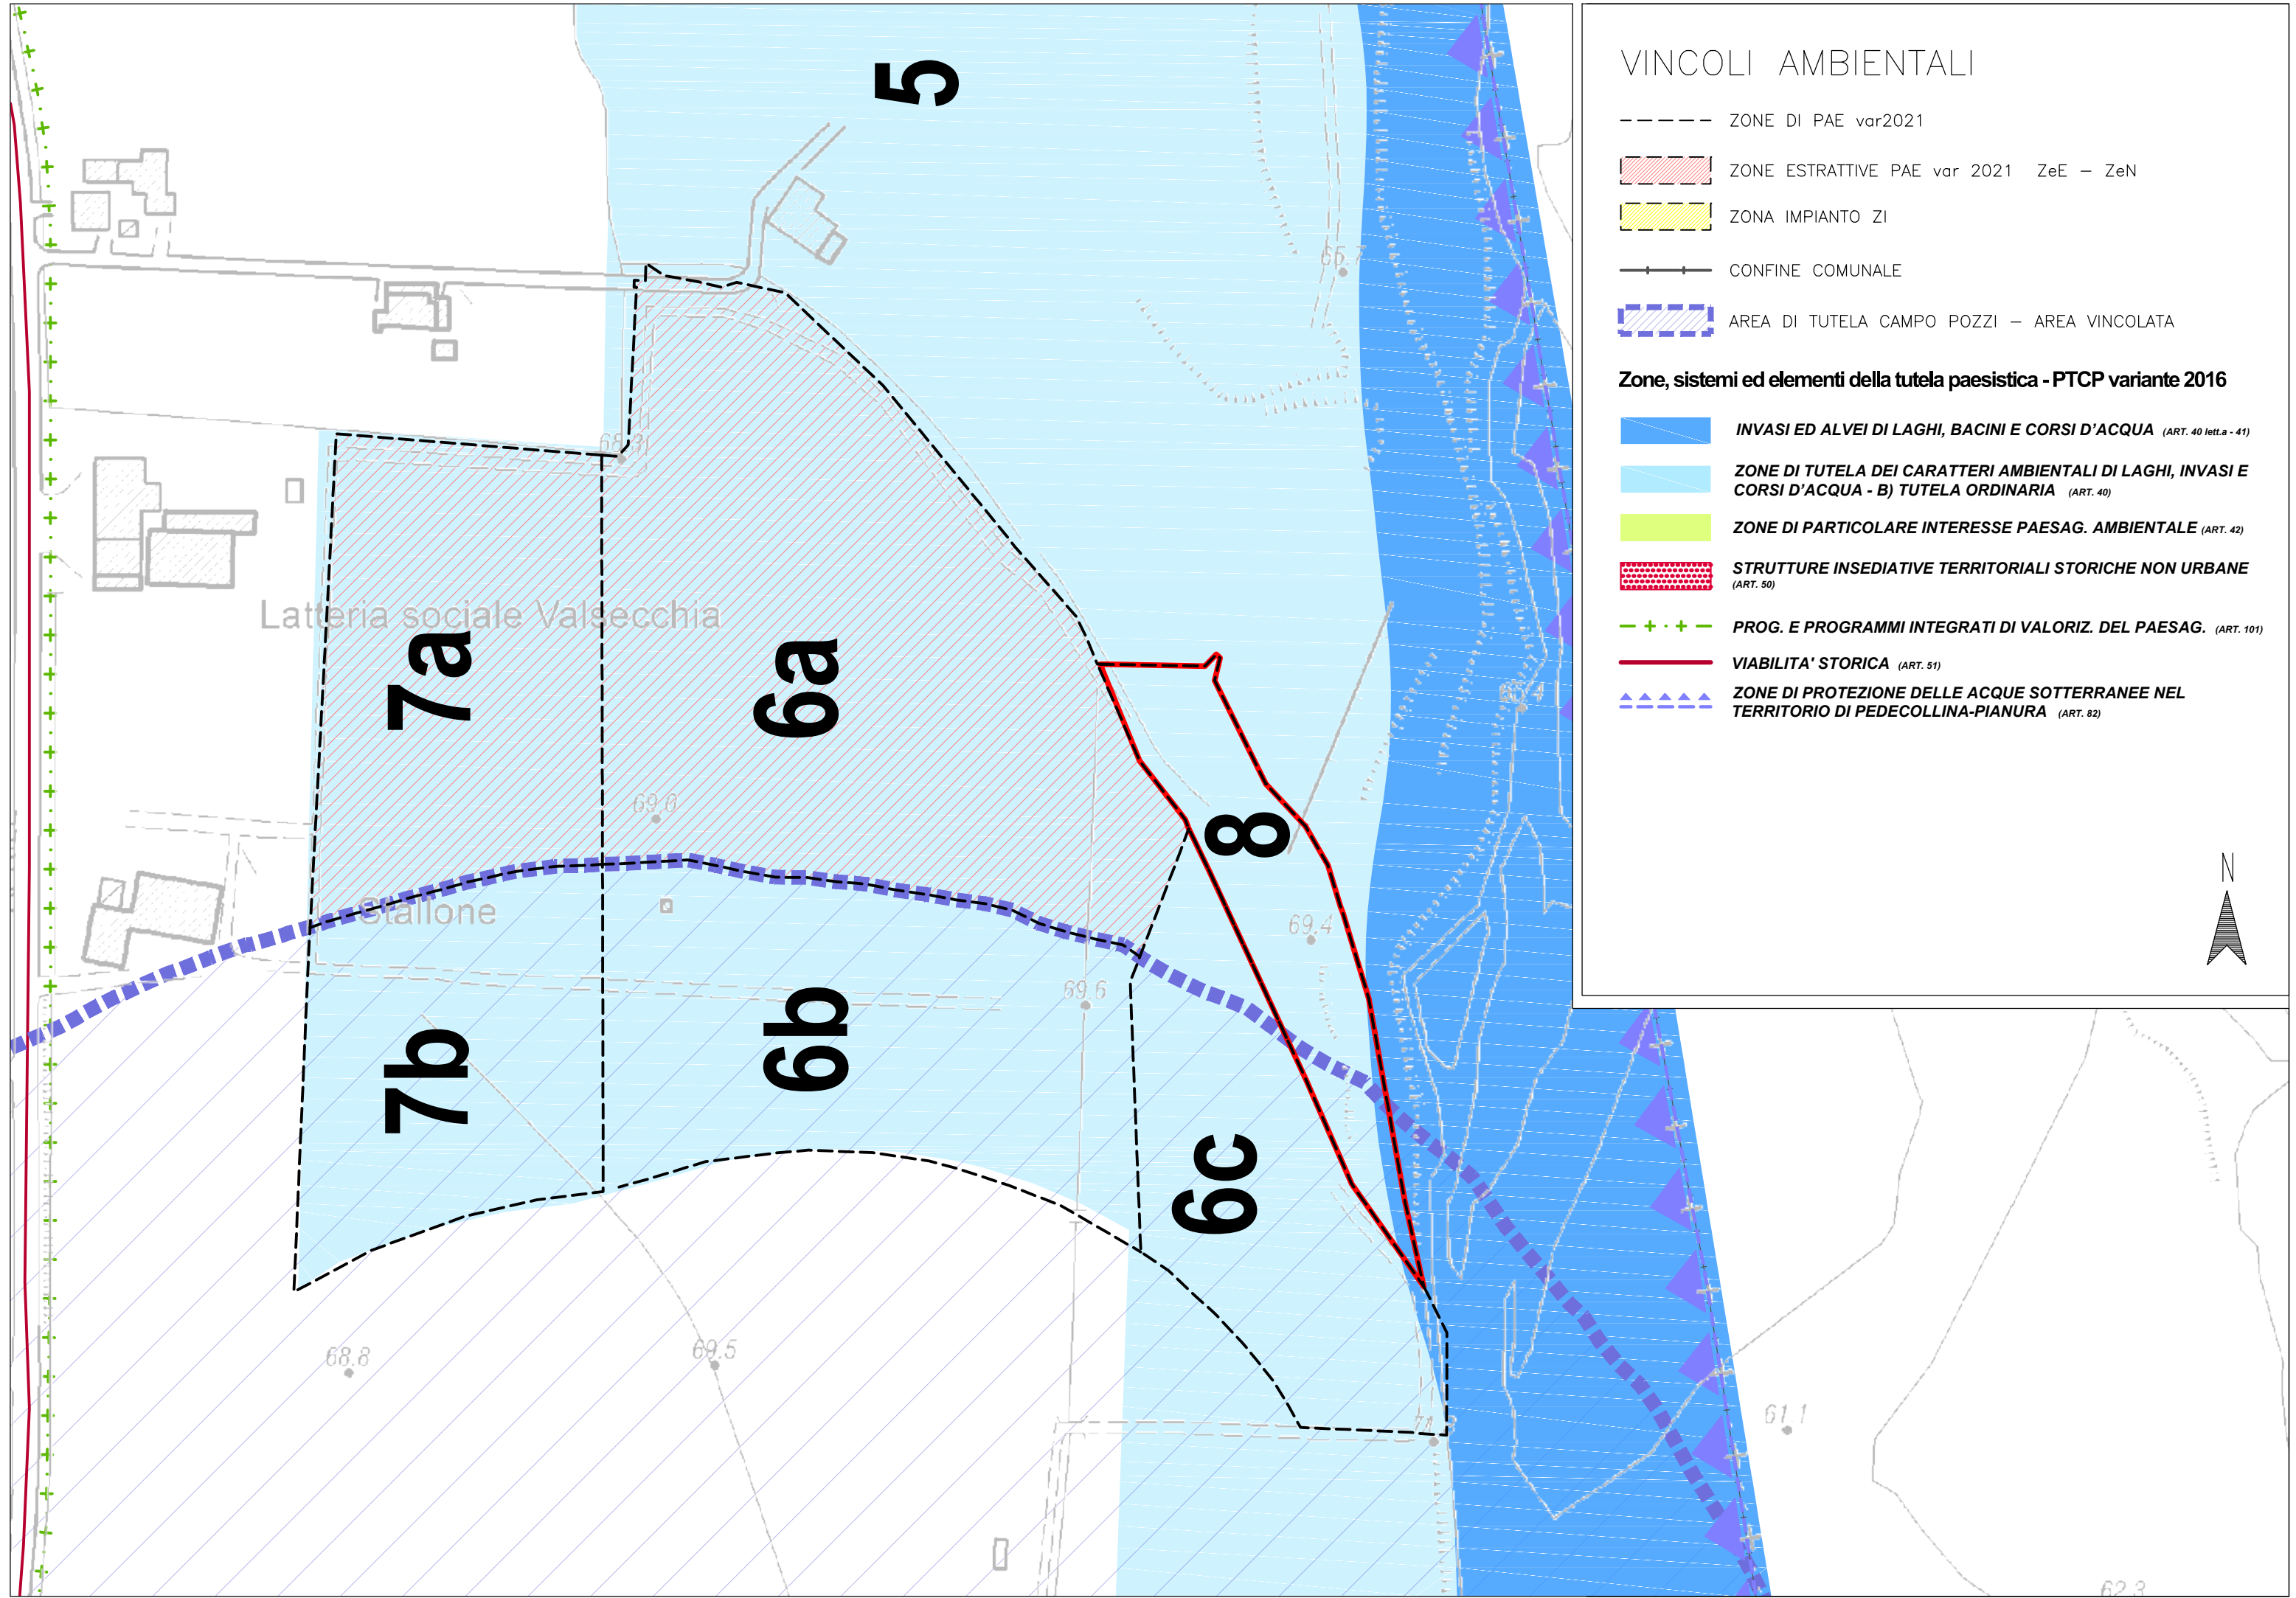 5
65.7
68.3
Latteria sociale Valsecchia
7a
6a
69.0
8
Stallone
69.4
69.6
7b
6b
6c
68.8
69.5
61.1
62.3
VINCOLI AMBIENTALI
ZONE DI PAE var2021
ZONE ESTRATTIVE PAE var 2021 ZeE – ZeN
ZONA IMPIANTO ZI
CONFINE COMUNALE
AREA DI TUTELA CAMPO POZZI – AREA VINCOLATA
Zone, sistemi ed elementi della tutela paesistica - PTCP variante 2016
INVASI ED ALVEI DI LAGHI, BACINI E CORSI D'ACQUA (ART. 40 lett.a - 41)
ZONE DI TUTELA DEI CARATTERI AMBIENTALI DI LAGHI, INVASI E
CORSI D'ACQUA - B) TUTELA ORDINARIA (ART. 40)
ZONE DI PARTICOLARE INTERESSE PAESAG. AMBIENTALE (ART. 42)
STRUTTURE INSEDIATIVE TERRITORIALI STORICHE NON URBANE
(ART. 50)
PROG. E PROGRAMMI INTEGRATI DI VALORIZ. DEL PAESAG. (ART. 101)
VIABILITA' STORICA (ART. 51)
ZONE DI PROTEZIONE DELLE ACQUE SOTTERRANEE NEL
TERRITORIO DI PEDECOLLINA-PIANURA (ART. 82)
N